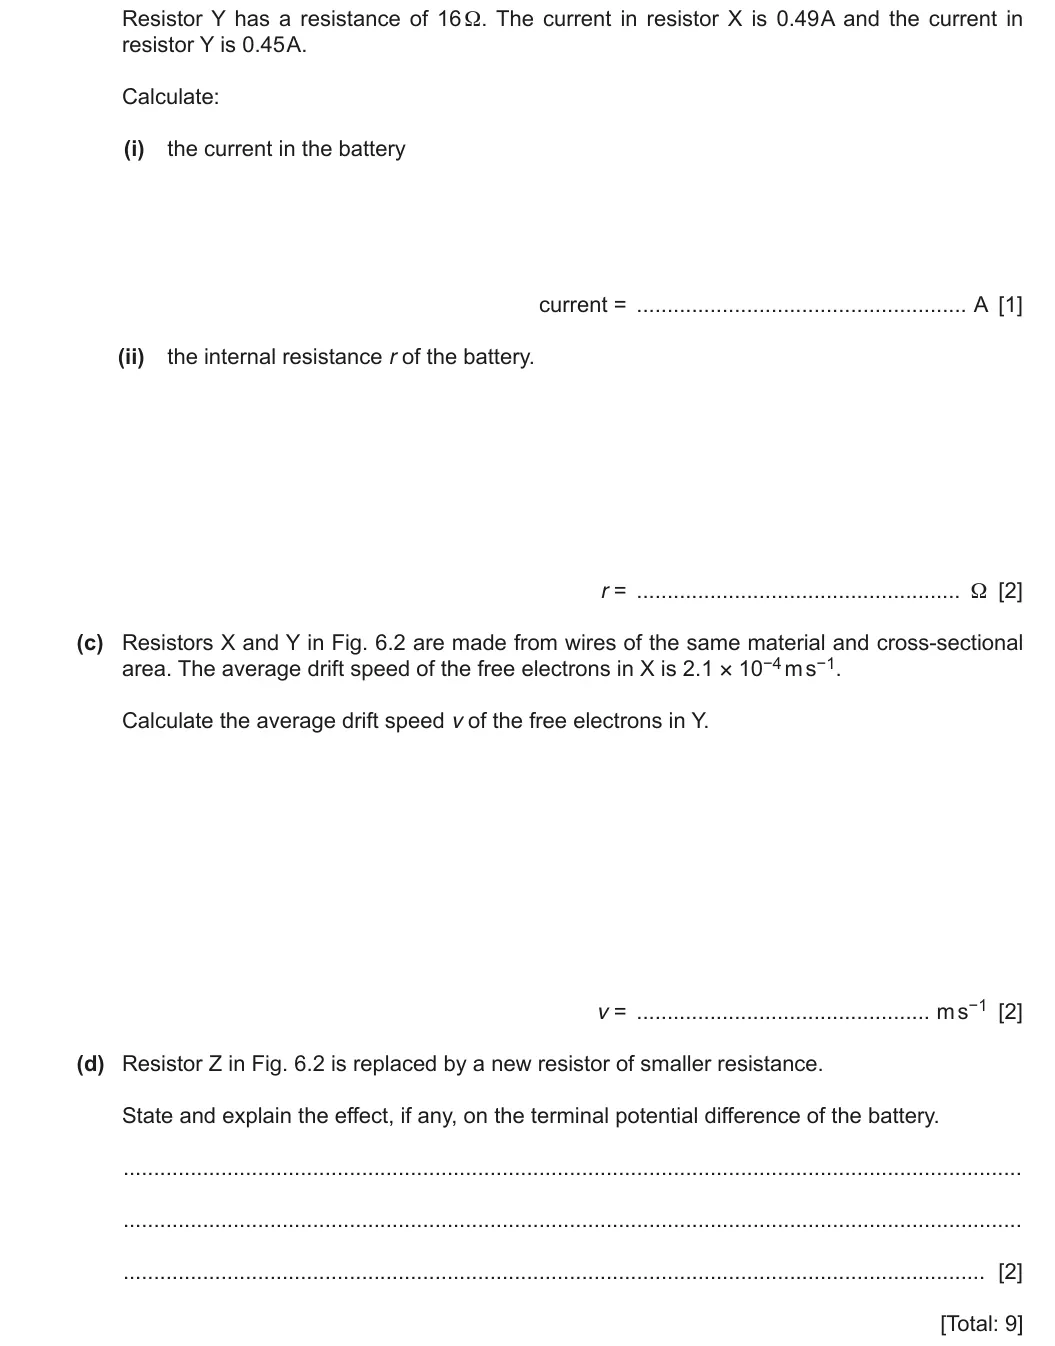 Resistor Y has a resistance of 16 Ω. The current in resistor X is 0.49 A and the current in
resistor Y is 0.45 A.
Calculate:
(i) the current in the battery
current = ...................................................... A [1]
(ii) the internal resistance r of the battery.
r = ..................................................... Ω [2]
(c) Resistors X and Y in Fig. 6.2 are made from wires of the same material and cross-sectional
area. The average drift speed of the free electrons in X is 2.1 × 10⁻⁴ m s⁻¹.
Calculate the average drift speed v of the free electrons in Y.
v = ................................................ m s⁻¹ [2]
(d) Resistor Z in Fig. 6.2 is replaced by a new resistor of smaller resistance.
State and explain the effect, if any, on the terminal potential difference of the battery.
...................................................................................................................................................
...................................................................................................................................................
............................................................................................................................................. [2]
[Total: 9]